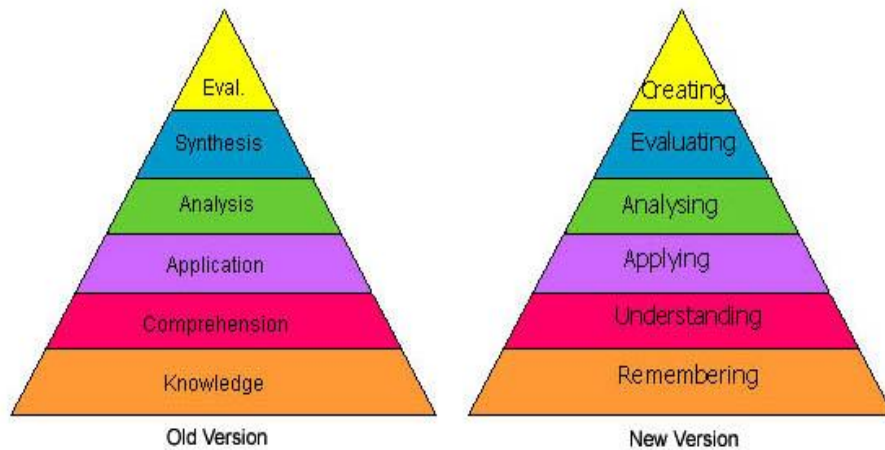 Eval.
Synthesis
Analysis
Application
Comprehension
Knowledge
Old Version
Creating
Evaluating
Analysing
Applying
Understanding
Remembering
New Version